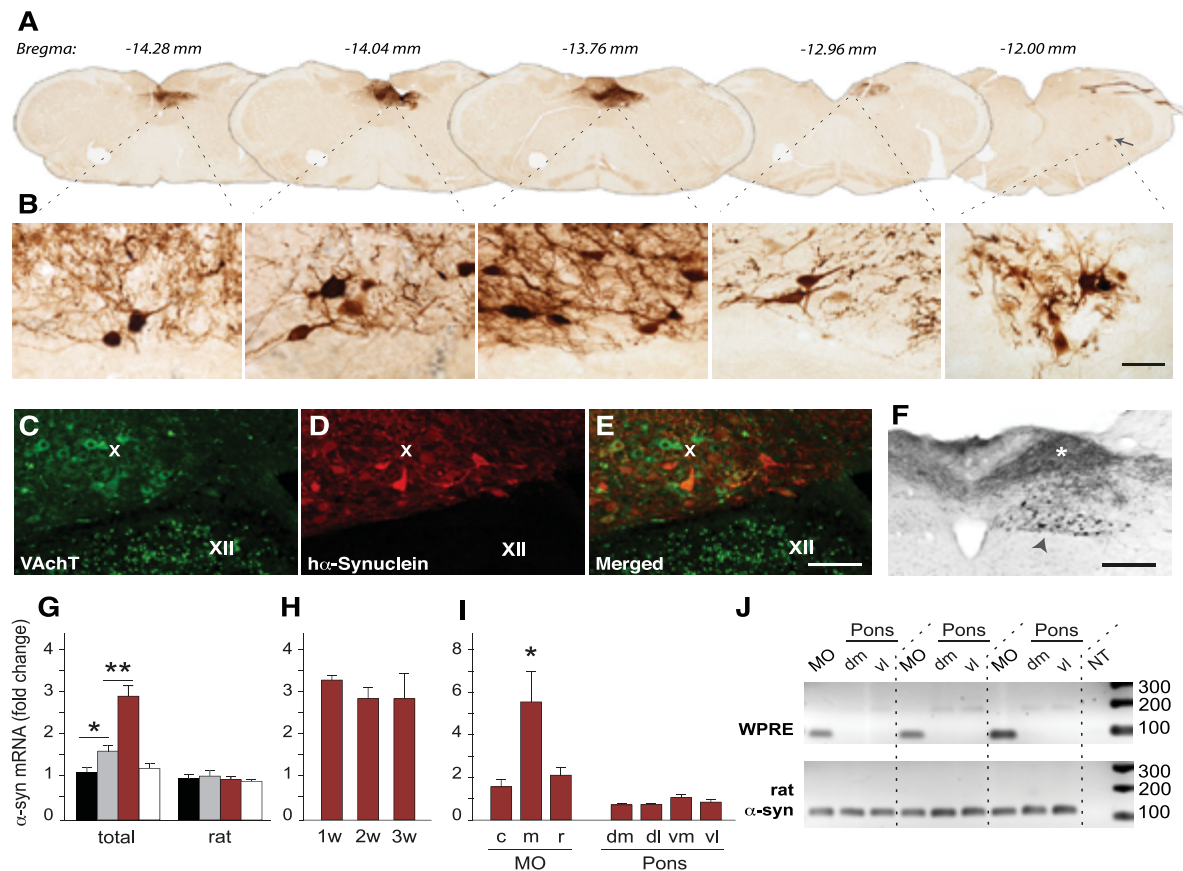 A
Bregma: -14.28 mm -14.04 mm -13.76 mm -12.96 mm -12.00 mm
B
C x XII VAchT
D x XII hα-Synuclein
E x XII Merged
F *
G
α-syn mRNA (fold change)
4
3
2
1
0
* **
total rat
H
4
3
2
1
0
1w 2w 3w
I
8
6
4
2
0
*
c m r dm dl vm vl
MO Pons
J
Pons Pons Pons
MO dm vl MO dm vl MO dm vl NT
WPRE
300
200
100
rat
α-syn
300
200
100